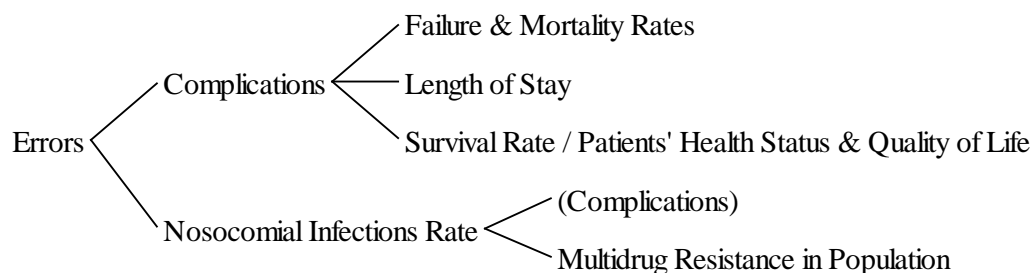 Failure & Mortality Rates
Complications
Length of Stay
Errors
Survival Rate / Patients' Health Status & Quality of Life
(Complications)
Nosocomial Infections Rate
Multidrug Resistance in Population